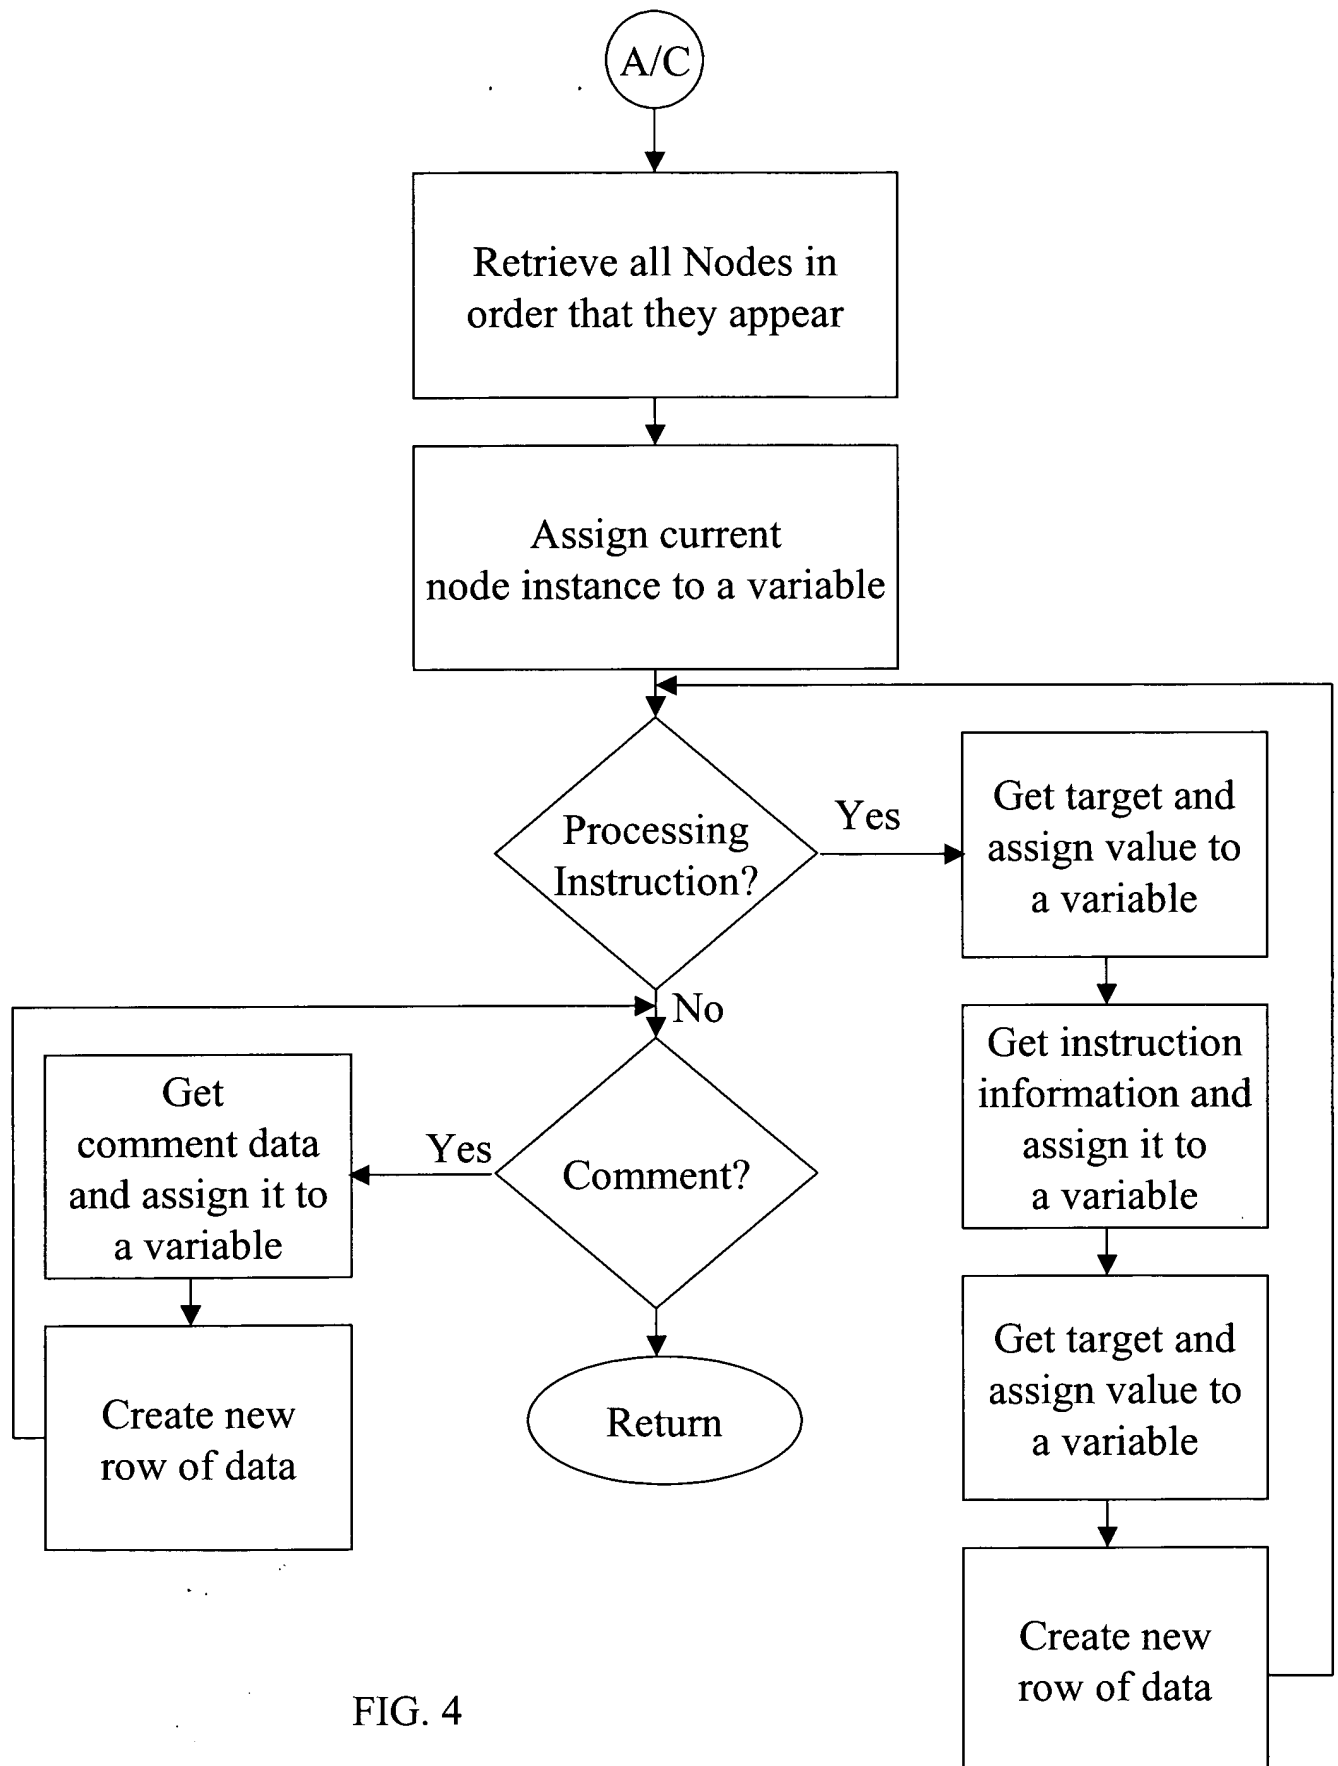 A/C
Retrieve all Nodes in
order that they appear
Assign current
node instance to a variable
Processing
Instruction?
Yes
Get target and
assign value to
a variable
No
Get instruction
information and
assign it to
a variable
Comment?
Yes
Get
comment data
and assign it to
a variable
Get target and
assign value to
a variable
Create new
row of data
Return
Create new
row of data
FIG. 4